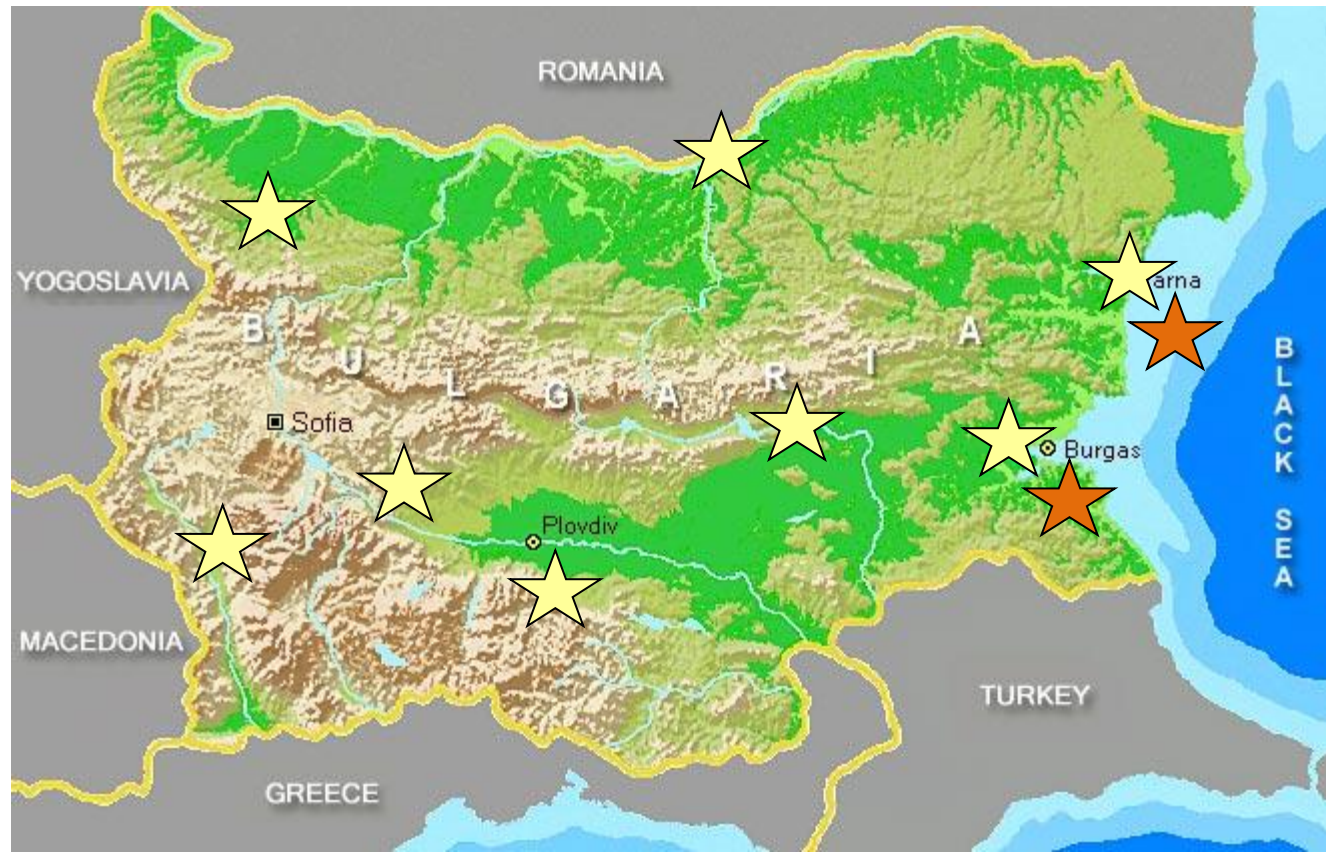 ROMANIA
YOGOSLAVIA
arna
B U L G A R I A
Sofia
Burgas
BLACK SEA
Plovdiv
MACEDONIA
TURKEY
GREECE